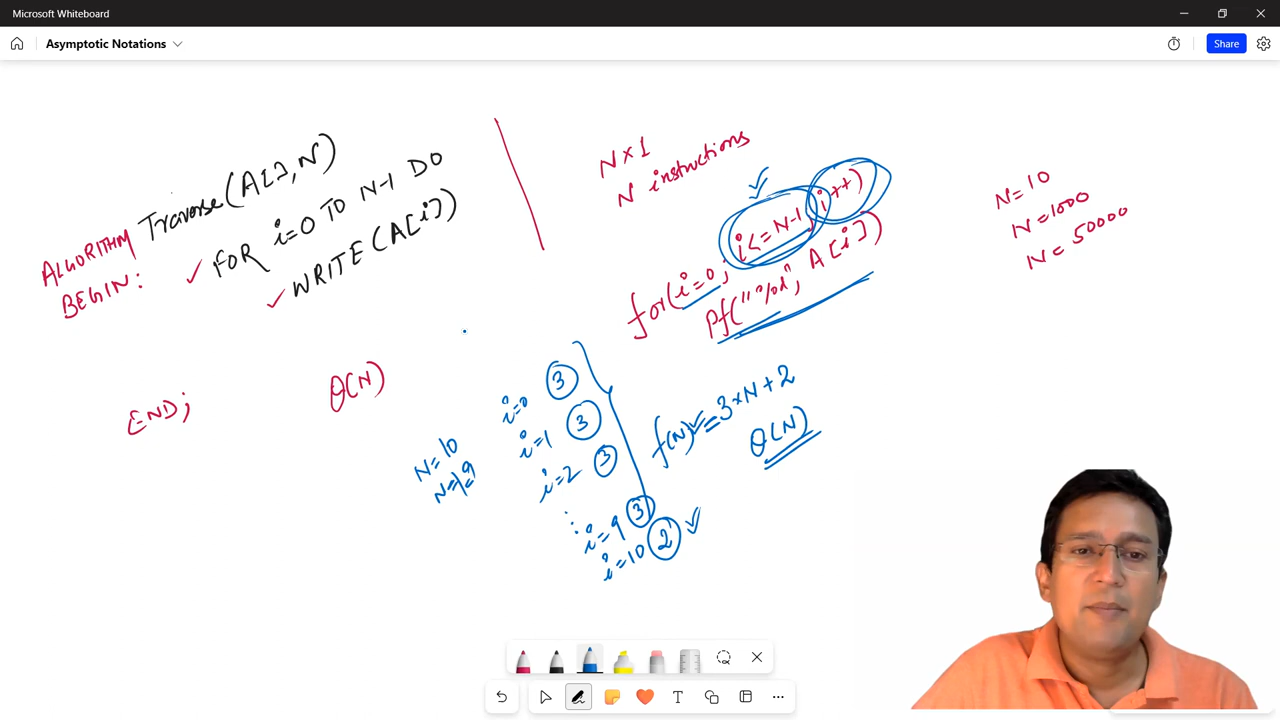 Microsoft Whiteboard
Asymptotic Notations
Share
ALGORITHM Traverse(A[], N)
BEGIN:
FOR i=0 TO N-1 DO
WRITE(A[i])
END;
θ(N)
N×1
N instructions
for(i=0; i<=N-1; i++)
Pf("%d", A[i])
N=10
N=1000
N=50000
N=10
i=0 3
i=1 3
i=2 3
⋮
i=9 3
i=10 2
f(N)=3×N+2
θ(N)
T